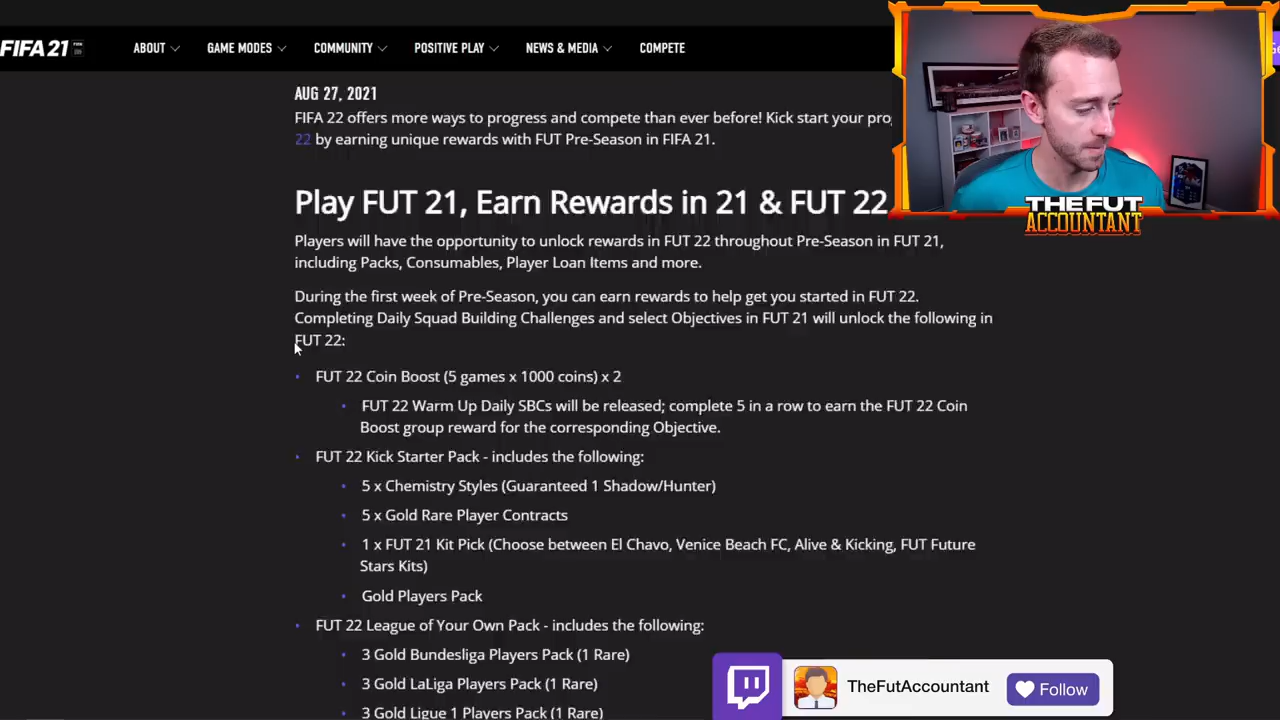 FIFA 21
ABOUT
GAME MODES
COMMUNITY
POSITIVE PLAY
NEWS & MEDIA
COMPETE
AUG 27, 2021
FIFA 22 offers more ways to progress and compete than ever before! Kick start your
22 by earning unique rewards with FUT Pre-Season in FIFA 21.
THE FUT
ACCOUNTANT
Play FUT 21, Earn Rewards in 21 & FUT 22
Players will have the opportunity to unlock rewards in FUT 22 throughout Pre-Season in FUT 21,
including Packs, Consumables, Player Loan Items and more.
During the first week of Pre-Season, you can earn rewards to help get you started in FUT 22.
Completing Daily Squad Building Challenges and select Objectives in FUT 21 will unlock the following in
FUT 22:
• FUT 22 Coin Boost (5 games x 1000 coins) x 2
• FUT 22 Warm Up Daily SBCs will be released; complete 5 in a row to earn the FUT 22 Coin
Boost group reward for the corresponding Objective.
• FUT 22 Kick Starter Pack - includes the following:
• 5 x Chemistry Styles (Guaranteed 1 Shadow/Hunter)
• 5 x Gold Rare Player Contracts
• 1 x FUT 21 Kit Pick (Choose between El Chavo, Venice Beach FC, Alive & Kicking, FUT Future
Stars Kits)
• Gold Players Pack
• FUT 22 League of Your Own Pack - includes the following:
• 3 Gold Bundesliga Players Pack (1 Rare)
• 3 Gold LaLiga Players Pack (1 Rare)
• 3 Gold Ligue 1 Players Pack (1 Rare)
TheFutAccountant
Follow